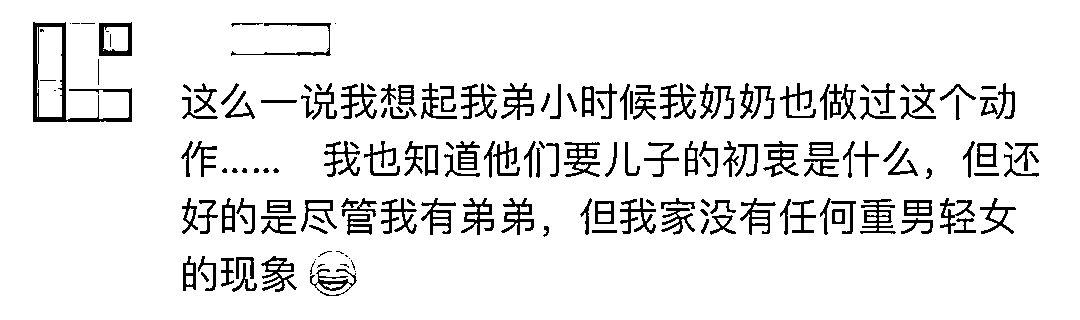 这么一说我想起我弟小时候我奶奶也做过这个动
作…… 我也知道他们要儿子的初衷是什么，但还
好的是尽管我有弟弟，但我家没有任何重男轻女
的现象 😂